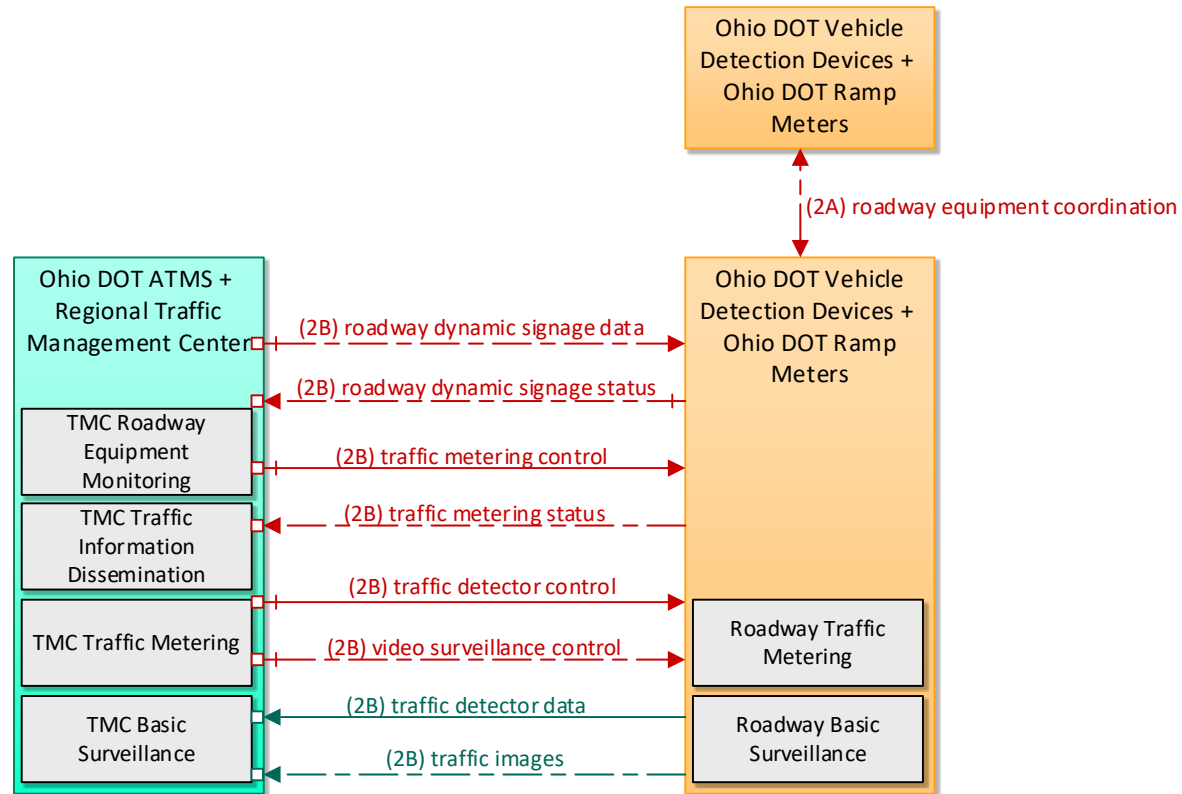 Ohio DOT Vehicle
Detection Devices +
Ohio DOT Ramp
Meters
(2A) roadway equipment coordination
Ohio DOT ATMS +
Regional Traffic
Management Center
Ohio DOT Vehicle
Detection Devices +
Ohio DOT Ramp
Meters
(2B) roadway dynamic signage data
(2B) roadway dynamic signage status
TMC Roadway
Equipment
Monitoring
(2B) traffic metering control
TMC Traffic
Information
Dissemination
(2B) traffic metering status
(2B) traffic detector control
TMC Traffic Metering
(2B) video surveillance control
Roadway Traffic
Metering
(2B) traffic detector data
TMC Basic
Surveillance
Roadway Basic
Surveillance
(2B) traffic images